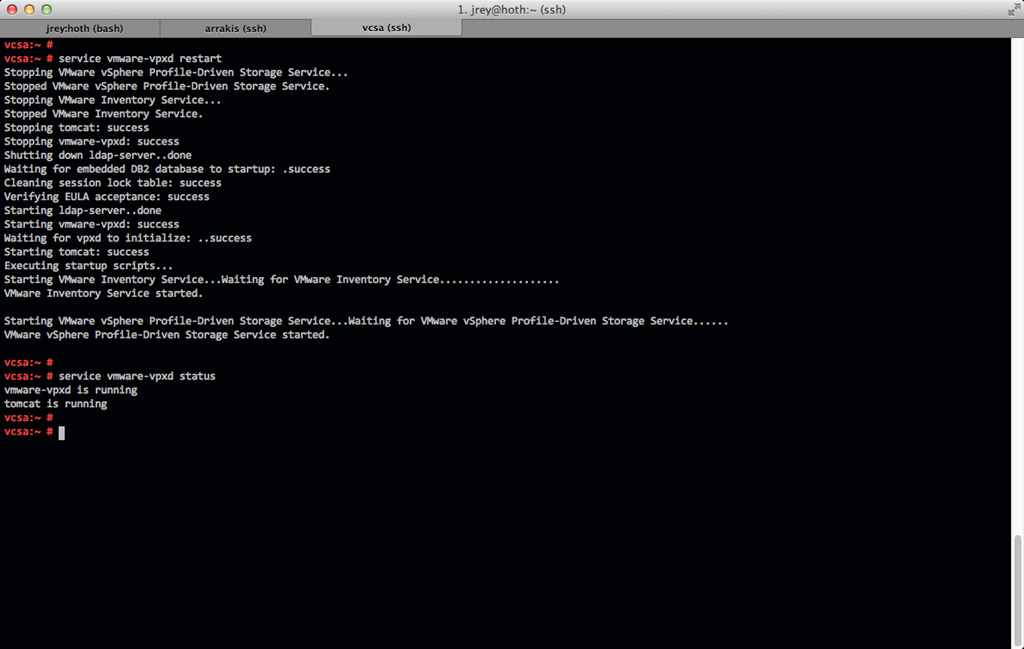 1. jrey@hoth:~ (ssh)
jrey:hoth (bash)
arrakis (ssh)
vcsa (ssh)
vcsa:~ #
vcsa:~ # service vmware-vpxd restart
Stopping VMware vSphere Profile-Driven Storage Service...
Stopped VMware vSphere Profile-Driven Storage Service.
Stopping VMware Inventory Service...
Stopped VMware Inventory Service.
Stopping tomcat: success
Stopping vmware-vpxd: success
Shutting down ldap-server..done
Waiting for embedded DB2 database to startup: .success
Cleaning session lock table: success
Verifying EULA acceptance: success
Starting ldap-server..done
Starting vmware-vpxd: success
Waiting for vpxd to initialize: ..success
Starting tomcat: success
Executing startup scripts...
Starting VMware Inventory Service...Waiting for VMware Inventory Service....................
VMware Inventory Service started.
Starting VMware vSphere Profile-Driven Storage Service...Waiting for VMware vSphere Profile-Driven Storage Service......
VMware vSphere Profile-Driven Storage Service started.
vcsa:~ #
vcsa:~ # service vmware-vpxd status
vmware-vpxd is running
tomcat is running
vcsa:~ #
vcsa:~ #